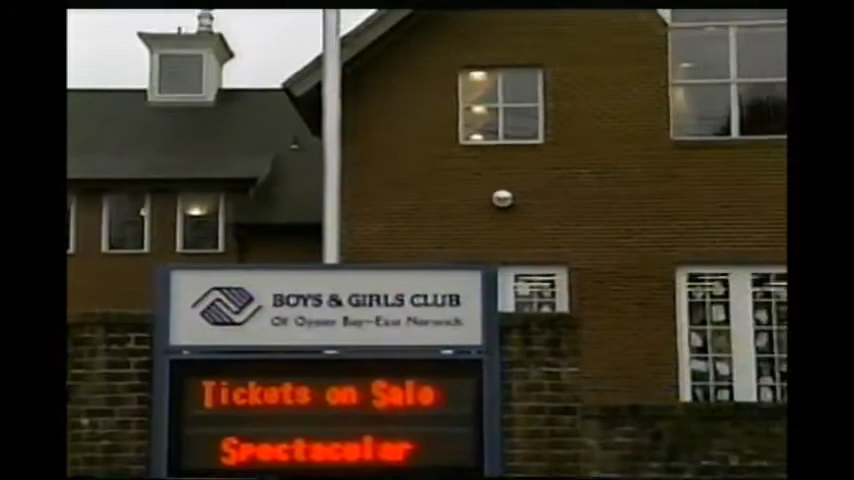 BOYS & GIRLS CLUB
Of Oyster Bay–East Norwich
Tickets on Sale
Spectacular